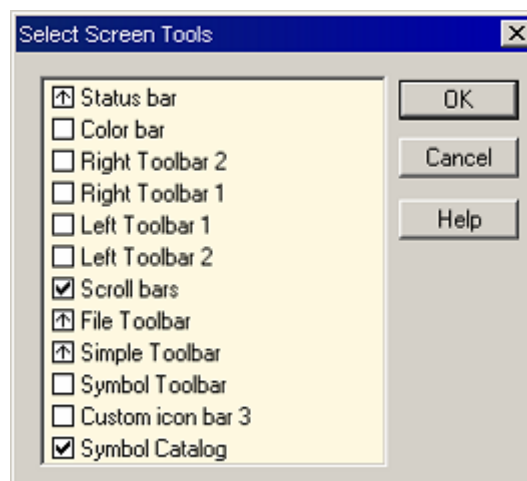 Select Screen Tools
Status bar
Color bar
Right Toolbar 2
Right Toolbar 1
Left Toolbar 1
Left Toolbar 2
Scroll bars
File Toolbar
Simple Toolbar
Symbol Toolbar
Custom icon bar 3
Symbol Catalog
OK
Cancel
Help